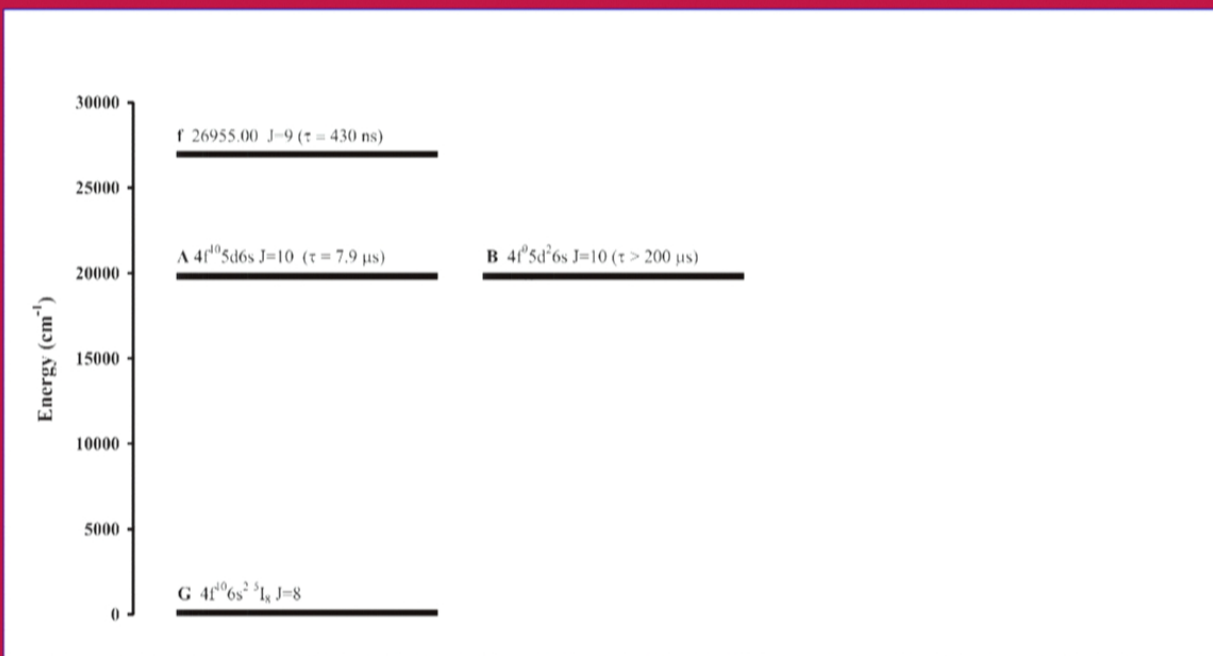 30000
f 26955.00 J=9 (τ = 430 ns)
25000
A 4f¹⁰5d6s J=10 (τ = 7.9 μs)
B 4f⁹5d²6s J=10 (τ > 200 μs)
20000
Energy (cm⁻¹)
15000
10000
5000
G 4f¹⁰6s² ⁵I₈ J=8
0